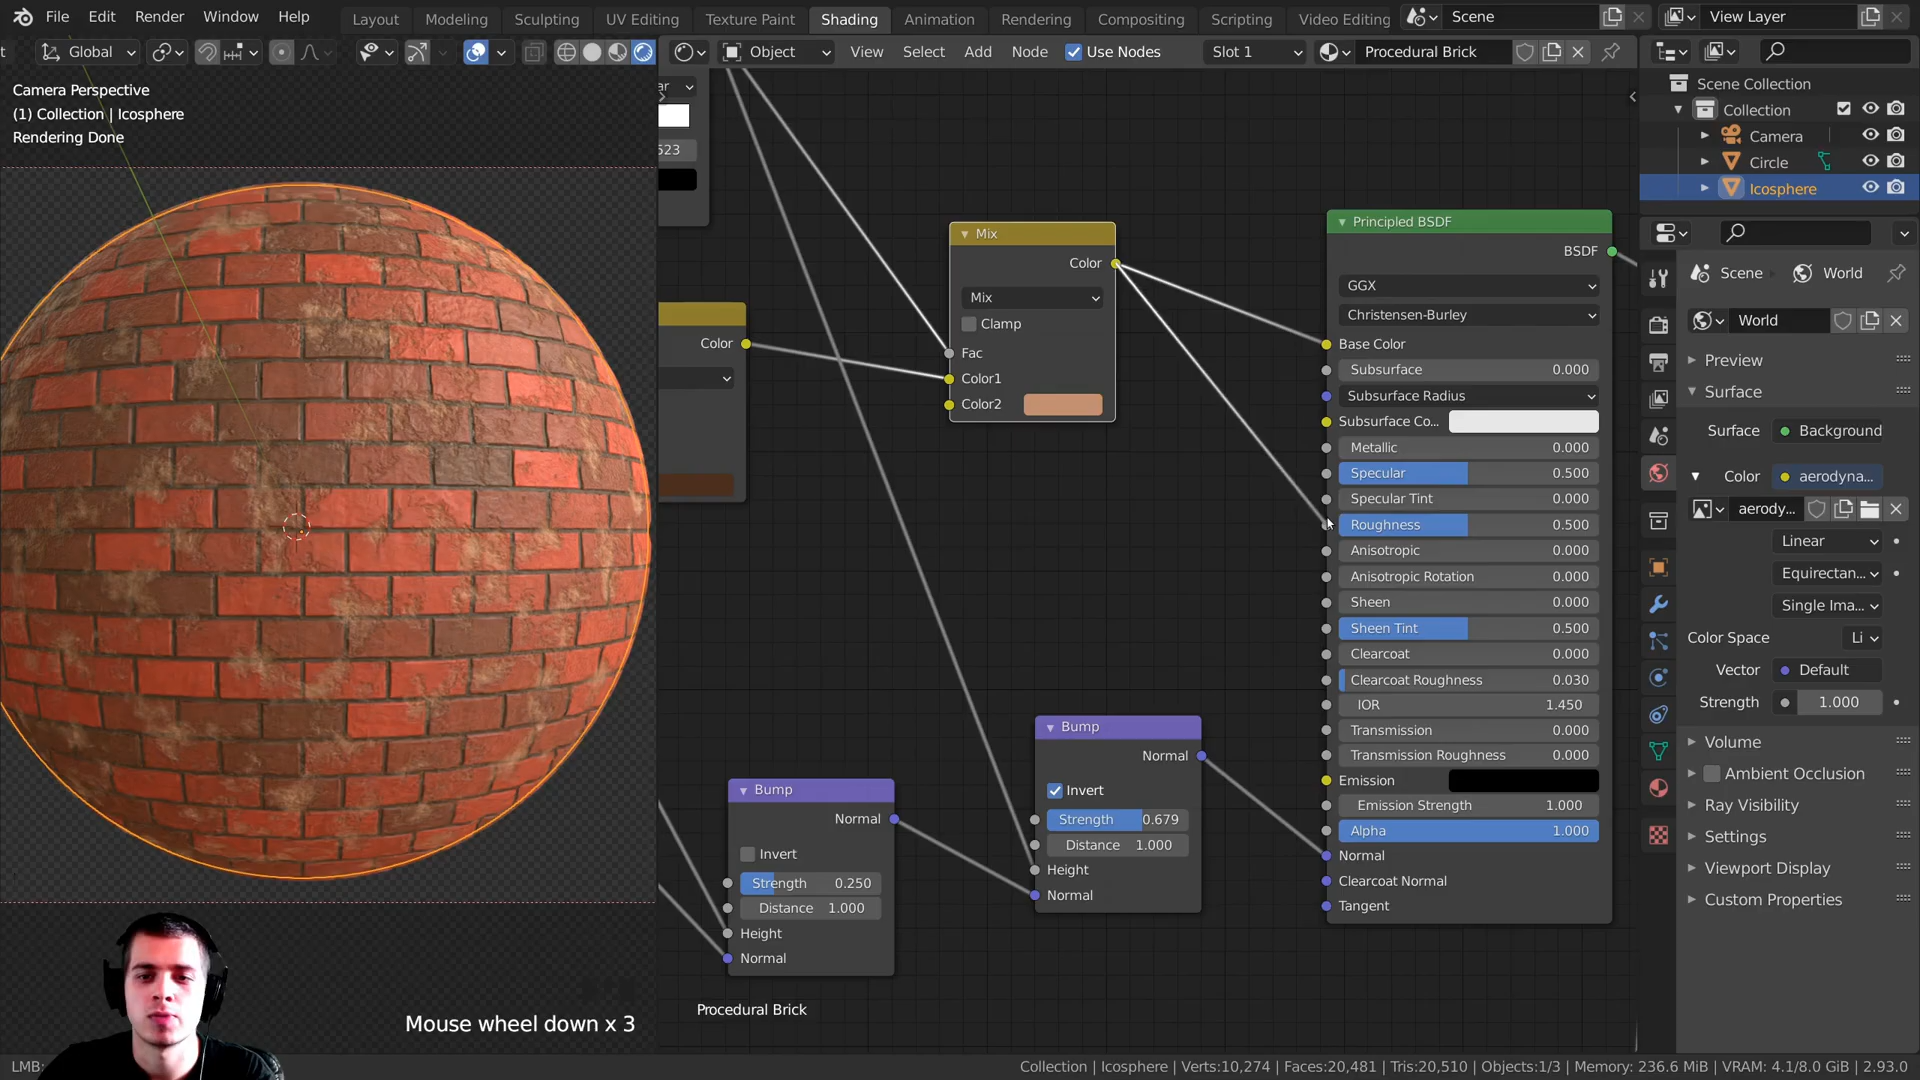 File Edit Render Window Help Layout Modeling Sculpting UV Editing Texture Paint Shading Animation Rendering Compositing Scripting Video Editing Scene View Layer
Global Object View Select Add Node Use Nodes Slot 1 Procedural Brick
Camera Perspective
(1) Collection | Icosphere
Rendering Done
ar
523
Color
Mix
Color
Mix
Clamp
Fac
Color1
Color2
Principled BSDF
BSDF
GGX
Christensen-Burley
Base Color
Subsurface 0.000
Subsurface Radius
Subsurface Co...
Metallic 0.000
Specular 0.500
Specular Tint 0.000
Roughness 0.500
Anisotropic 0.000
Anisotropic Rotation 0.000
Sheen 0.000
Sheen Tint 0.500
Clearcoat 0.000
Clearcoat Roughness 0.030
IOR 1.450
Transmission 0.000
Transmission Roughness 0.000
Emission
Emission Strength 1.000
Alpha 1.000
Normal
Clearcoat Normal
Tangent
Bump
Normal
Invert
Strength 0.679
Distance 1.000
Height
Normal
Bump
Normal
Invert
Strength 0.250
Distance 1.000
Height
Normal
Procedural Brick
Mouse wheel down x 3
Scene Collection
Collection
Camera
Circle
Icosphere
Scene World
World
Preview
Surface
Surface Background
Color aerodyna...
aerody...
Linear
Equirectan...
Single Ima...
Color Space Li
Vector Default
Strength 1.000
Volume
Ambient Occlusion
Ray Visibility
Settings
Viewport Display
Custom Properties
LMB:
Collection | Icosphere | Verts:10,274 | Faces:20,481 | Tris:20,510 | Objects:1/3 | Memory: 236.6 MiB | VRAM: 4.1/8.0 GiB | 2.93.0